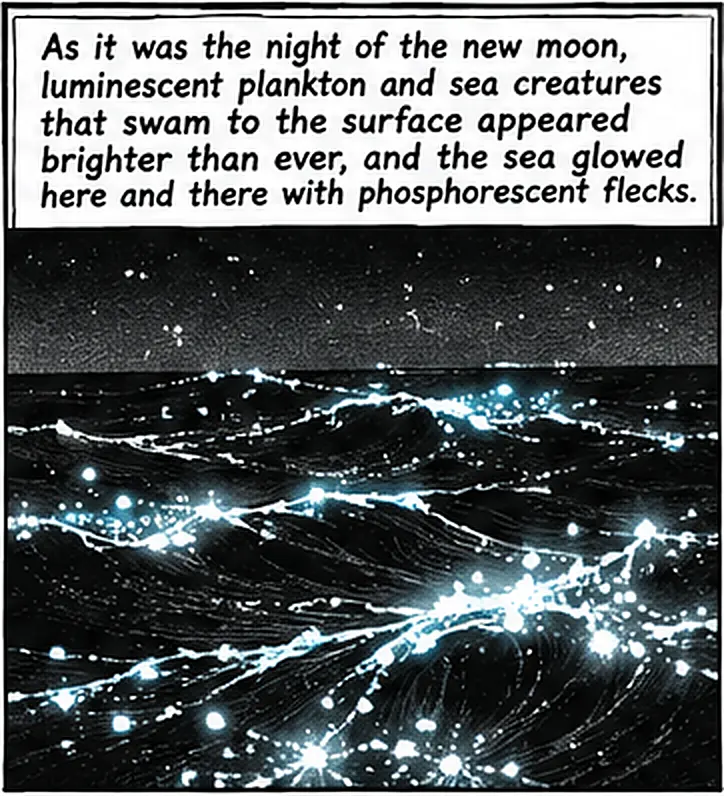 As it was the night of the new moon,
luminescent plankton and sea creatures
that swam to the surface appeared
brighter than ever, and the sea glowed
here and there with phosphorescent flecks.